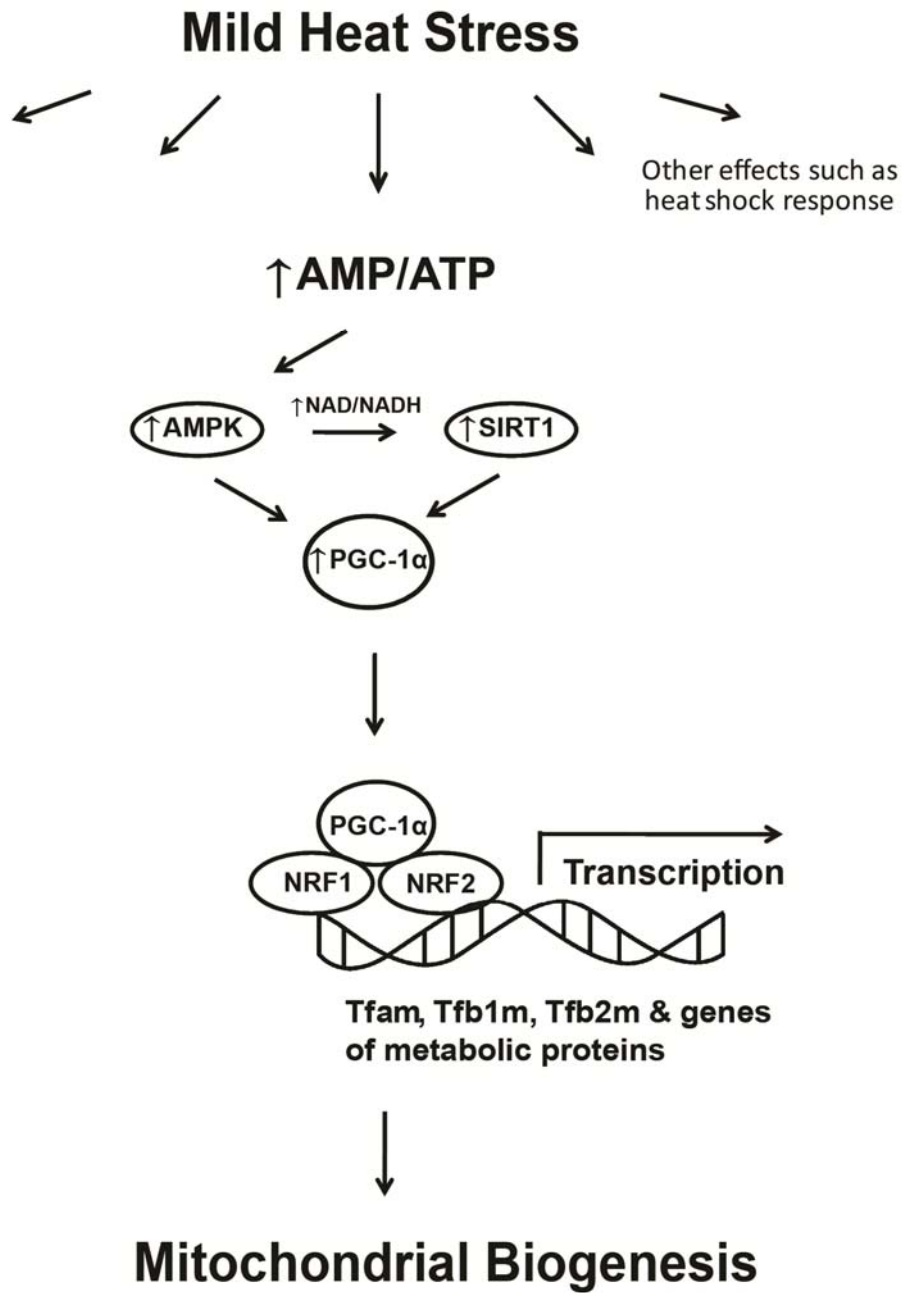 Mild Heat Stress
Other effects such as
heat shock response
↑AMP/ATP
↑NAD/NADH
↑AMPK
↑SIRT1
↑PGC-1α
PGC-1α
NRF1
NRF2
Transcription
Tfam, Tfb1m, Tfb2m & genes
of metabolic proteins
Mitochondrial Biogenesis